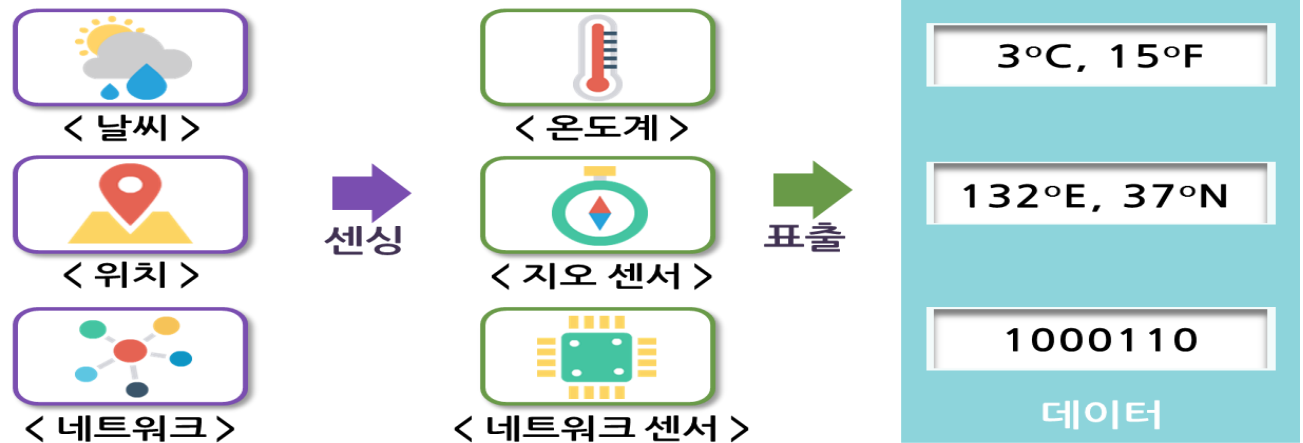 < 날씨 >
< 온도계 >
3°C, 15°F
센싱
표출
< 위치 >
< 지오 센서 >
132°E, 37°N
< 네트워크 >
< 네트워크 센서 >
1000110
데이터